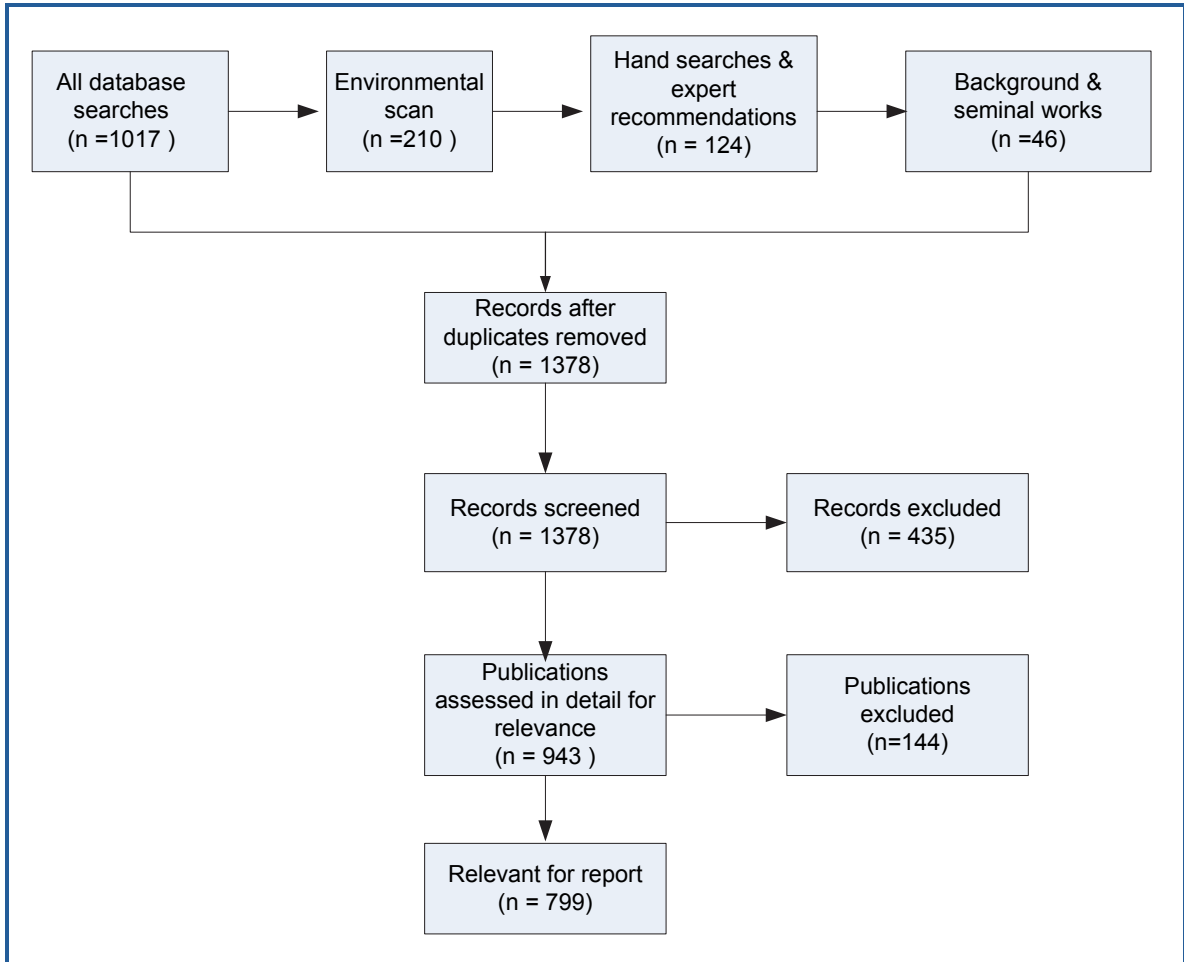 All database
searches
(n =1017 )
Environmental
scan
(n =210 )
Hand searches &
expert
recommendations
(n = 124)
Background &
seminal works
(n =46)
Records after
duplicates removed
(n = 1378)
Records screened
(n = 1378)
Records excluded
(n = 435)
Publications
assessed in detail for
relevance
(n = 943 )
Publications
excluded
(n=144)
Relevant for report
(n = 799)